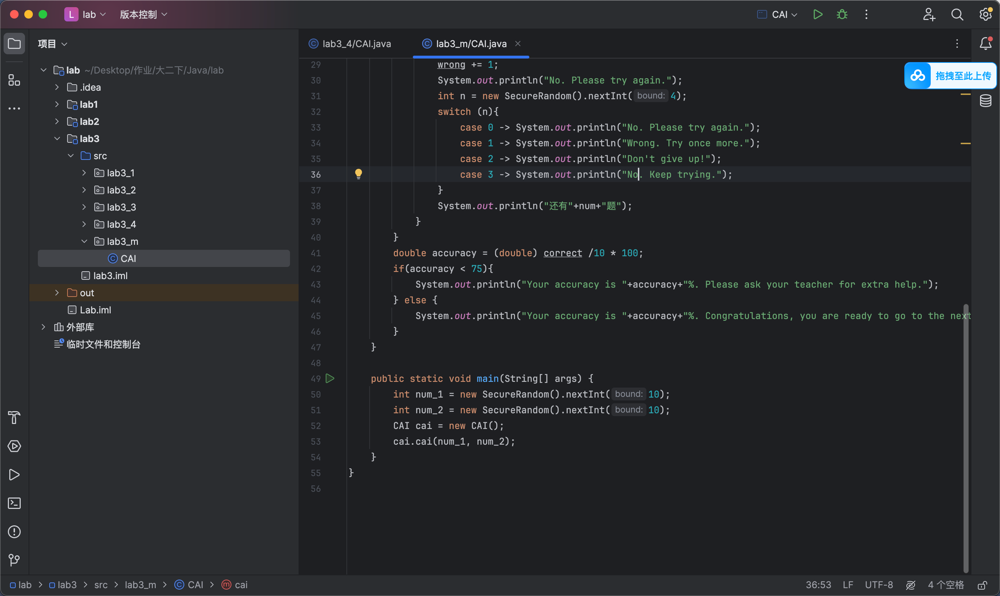 L lab 版本控制 CAI
项目
lab ~/Desktop/作业/大二下/Java/lab
.idea
lab1
lab2
lab3
src
lab3_1
lab3_2
lab3_3
lab3_4
lab3_m
CAI
lab3.iml
out
Lab.iml
外部库
临时文件和控制台
lab3_4/CAI.java lab3_m/CAI.java
拖拽至此上传
29 wrong += 1;
30 System.out.println("No. Please try again.");
31 int n = new SecureRandom().nextInt( bound: 4);
32 switch (n){
33 case 0 -> System.out.println("No. Please try again.");
34 case 1 -> System.out.println("Wrong. Try once more.");
35 case 2 -> System.out.println("Don't give up!");
36 case 3 -> System.out.println("No. Keep trying.");
37 }
38 System.out.println("还有"+num+"题");
39 }
40 }
41 double accuracy = (double) correct /10 * 100;
42 if(accuracy < 75){
43 System.out.println("Your accuracy is "+accuracy+"%. Please ask your teacher for extra help.");
44 } else {
45 System.out.println("Your accuracy is "+accuracy+"%. Congratulations, you are ready to go to the next
46 }
47 }
48
49 public static void main(String[] args) {
50 int num_1 = new SecureRandom().nextInt( bound: 10);
51 int num_2 = new SecureRandom().nextInt( bound: 10);
52 CAI cai = new CAI();
53 cai.cai(num_1, num_2);
54 }
55 }
56
lab > lab3 > src > lab3_m > CAI > cai 36:53 LF UTF-8 4 个空格